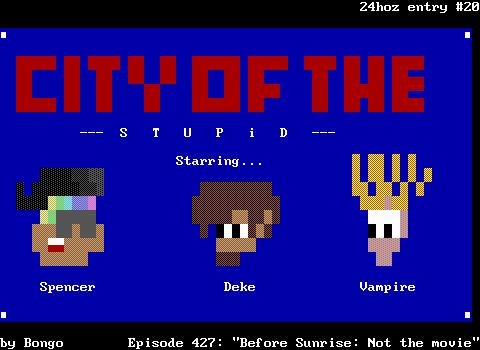 24hoz entry #20
CITY OF THE
--- S T U P i D ---
Starring...
Spencer Deke Vampire
by Bongo Episode 427: "Before Sunrise: Not the movie"